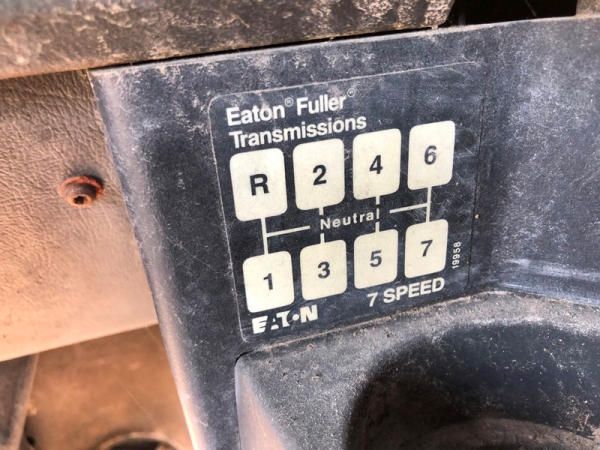 Eaton® Fuller®
Transmissions
R 2 4 6
Neutral
1 3 5 7
19958
7 SPEED
EATON